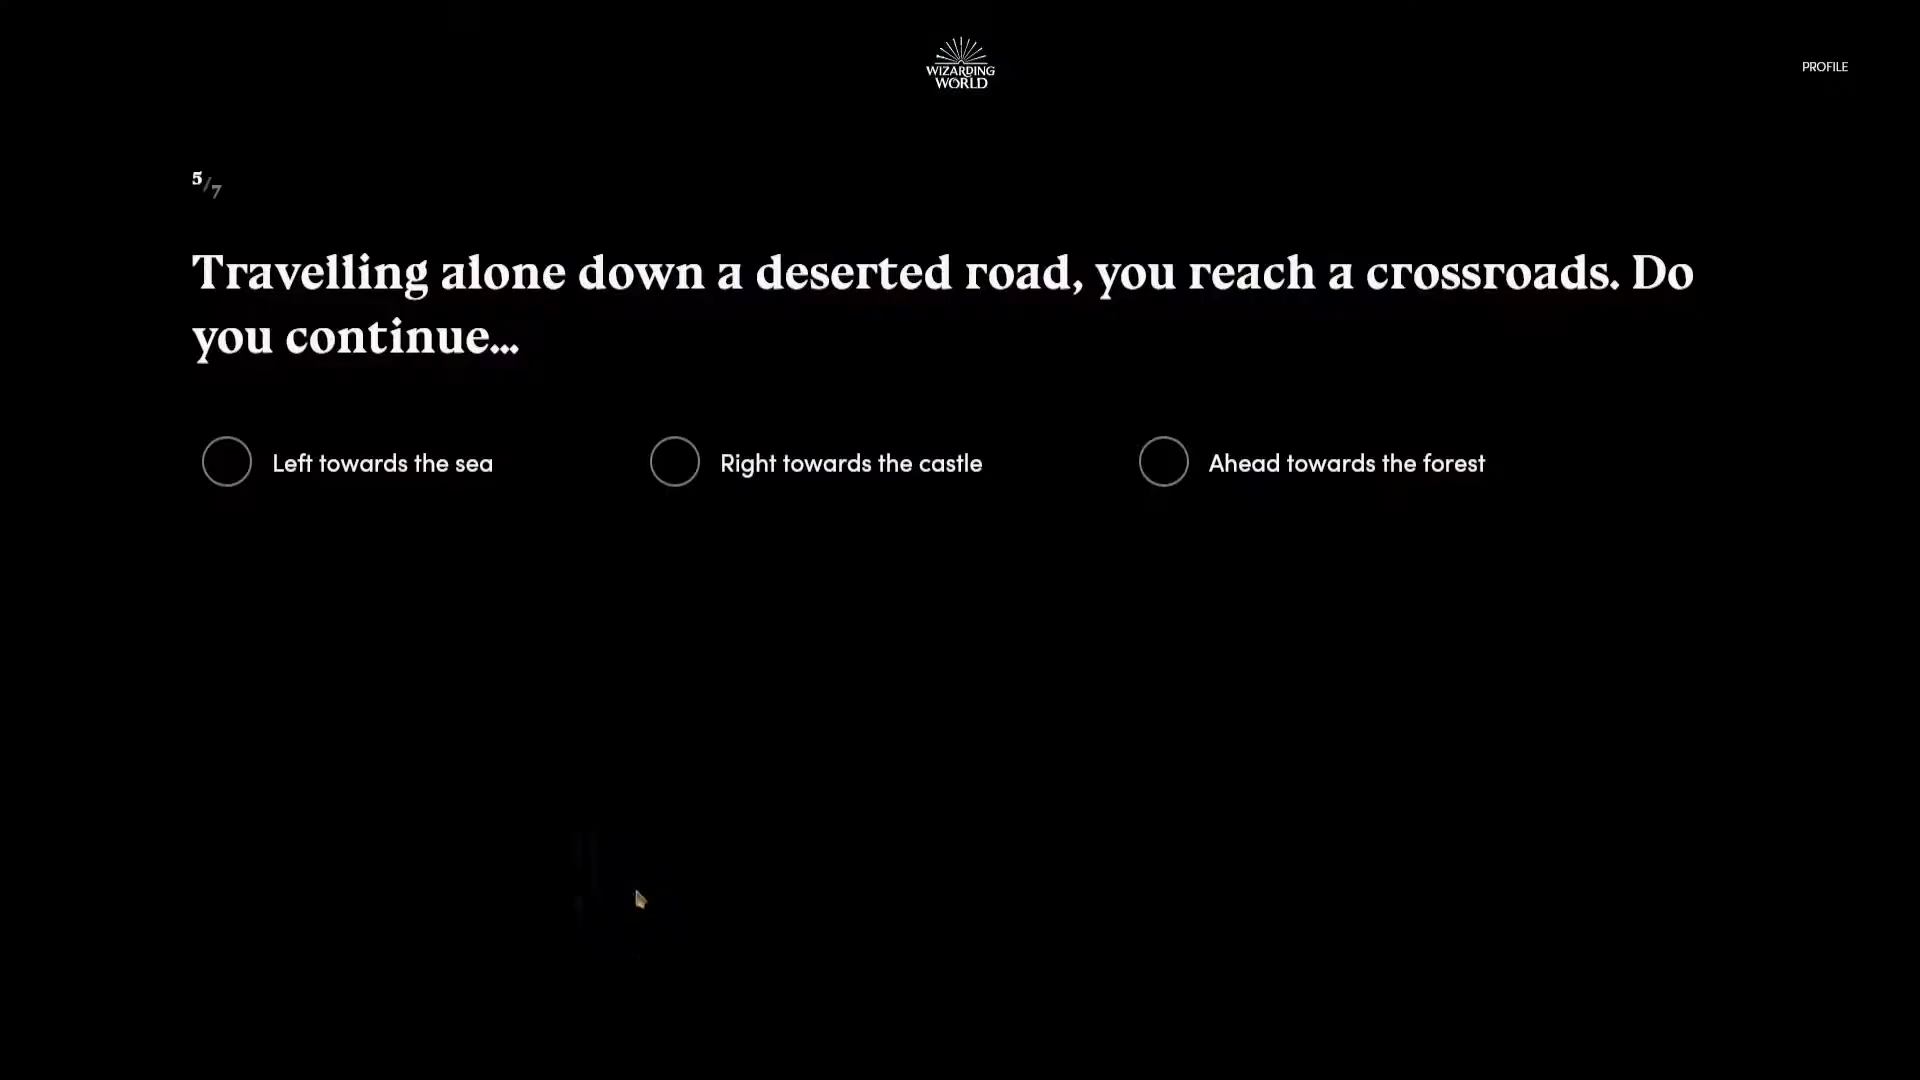 WIZARDING
WORLD
PROFILE
5/7
Travelling alone down a deserted road, you reach a crossroads. Do
you continue...
Left towards the sea
Right towards the castle
Ahead towards the forest